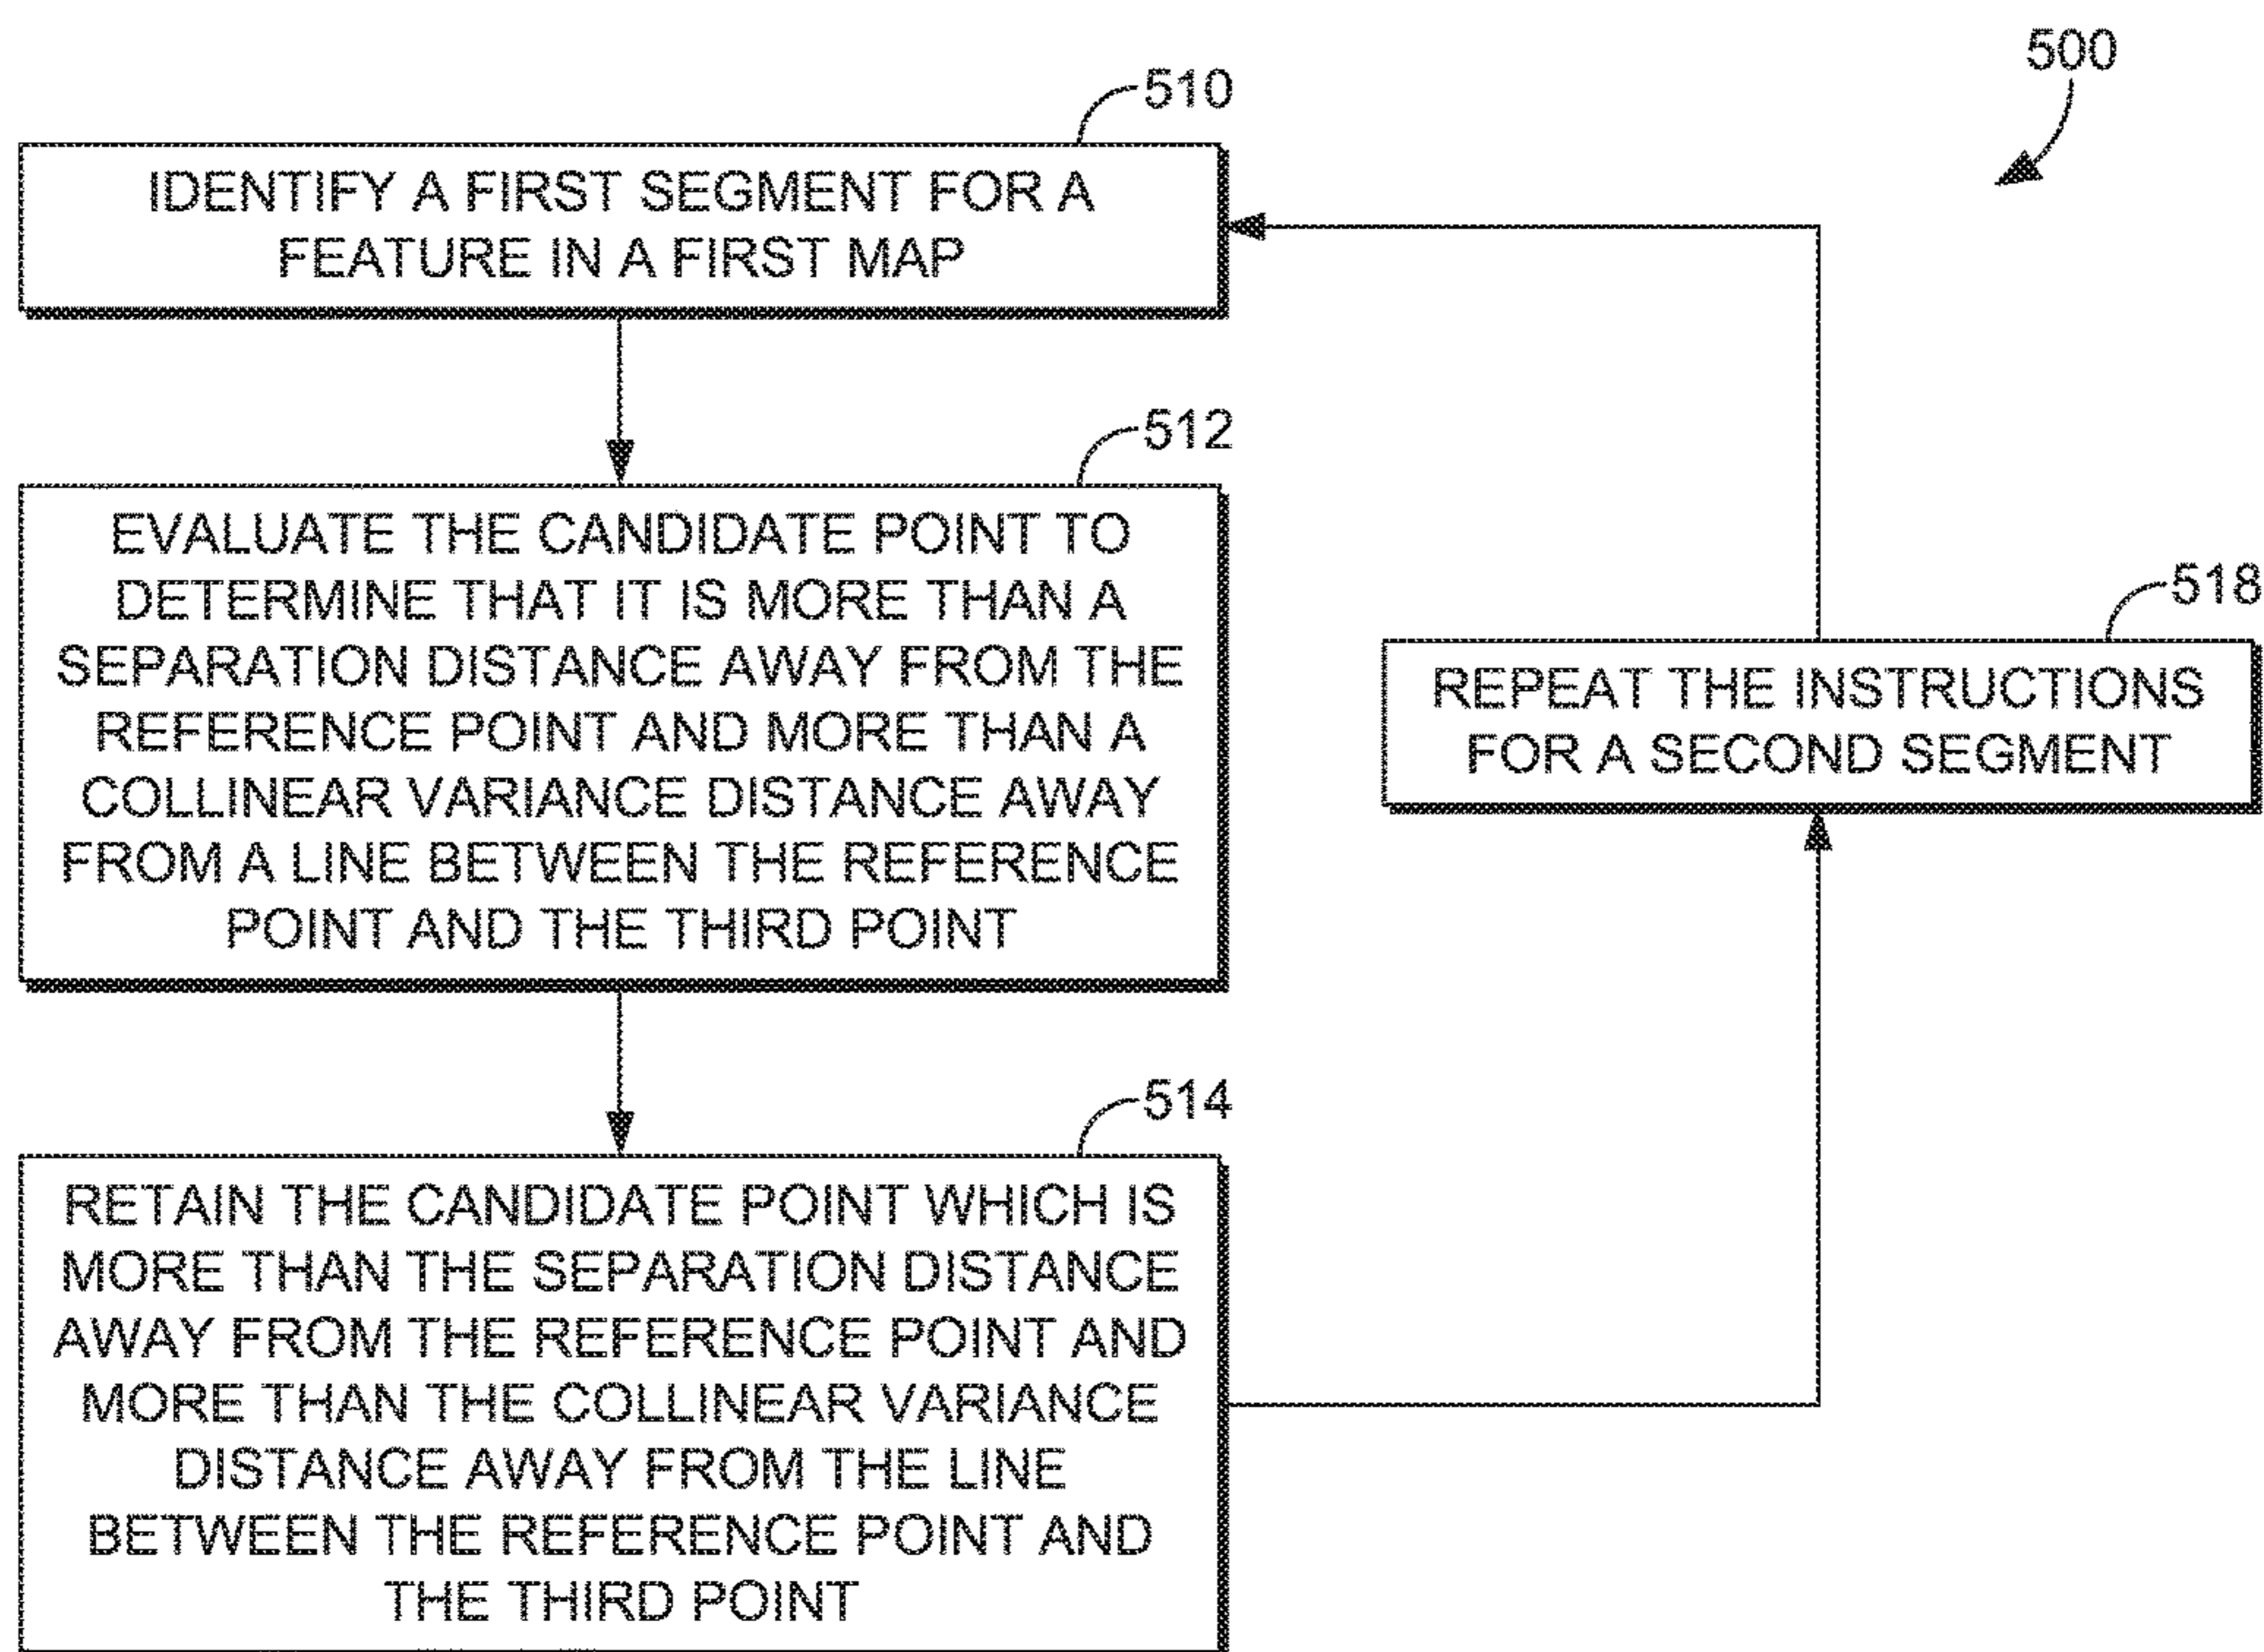 500
510
IDENTIFY A FIRST SEGMENT FOR A
FEATURE IN A FIRST MAP
512
EVALUATE THE CANDIDATE POINT TO
DETERMINE THAT IT IS MORE THAN A
SEPARATION DISTANCE AWAY FROM THE
REFERENCE POINT AND MORE THAN A
COLLINEAR VARIANCE DISTANCE AWAY
FROM A LINE BETWEEN THE REFERENCE
POINT AND THE THIRD POINT
518
REPEAT THE INSTRUCTIONS
FOR A SECOND SEGMENT
514
RETAIN THE CANDIDATE POINT WHICH IS
MORE THAN THE SEPARATION DISTANCE
AWAY FROM THE REFERENCE POINT AND
MORE THAN THE COLLINEAR VARIANCE
DISTANCE AWAY FROM THE LINE
BETWEEN THE REFERENCE POINT AND
THE THIRD POINT